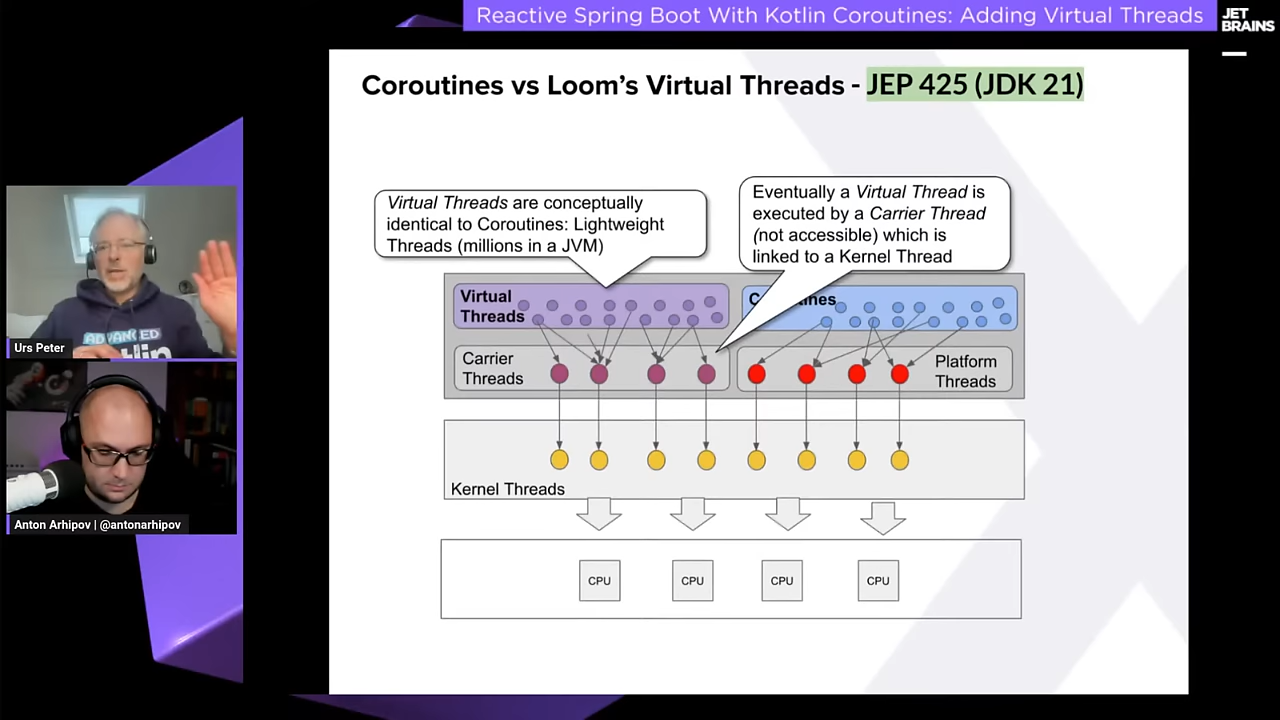 Reactive Spring Boot With Kotlin Coroutines: Adding Virtual Threads
JET
BRAINS
Coroutines vs Loom's Virtual Threads - JEP 425 (JDK 21)
Virtual Threads are conceptually
identical to Coroutines: Lightweight
Threads (millions in a JVM)
Eventually a Virtual Thread is
executed by a Carrier Thread
(not accessible) which is
linked to a Kernel Thread
Virtual
Threads
Carrier
Threads
Platform
Threads
Kernel Threads
CPU
CPU
CPU
CPU
ADVANCED
Urs Peter
Anton Arhipov | @antonarhipov